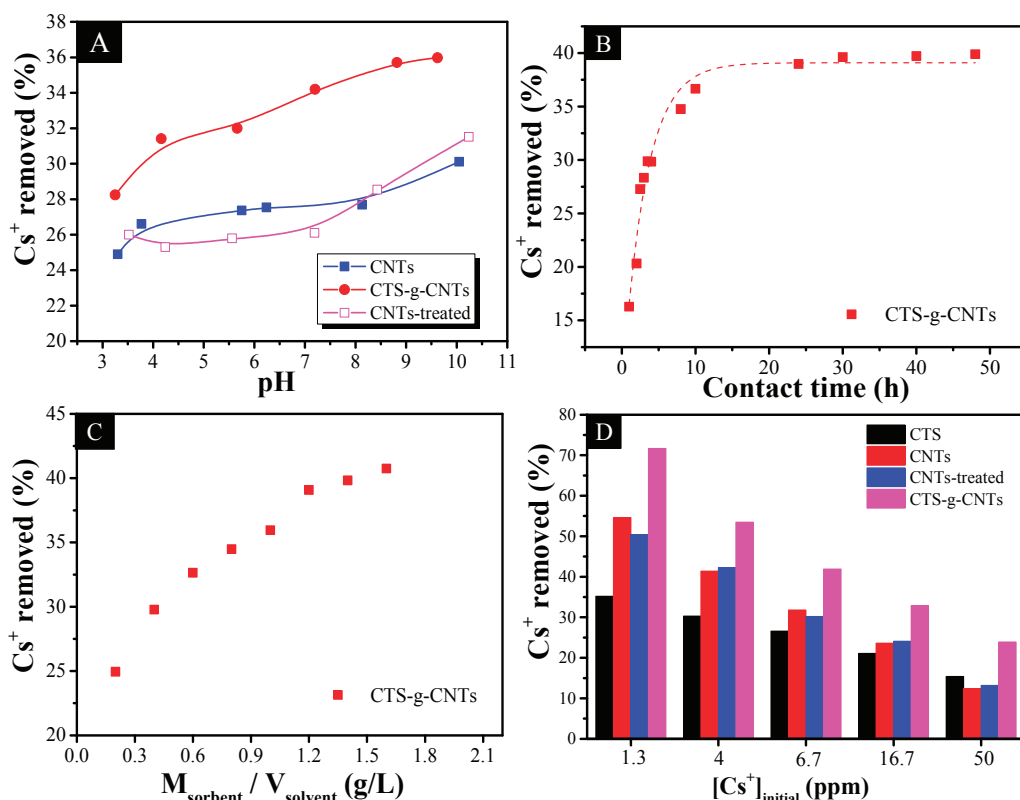 A
Cs⁺ removed (%)
40
38
36
34
32
30
28
26
24
22
20
CNTs
CTS-g-CNTs
CNTs-treated
3 4 5 6 7 8 9 10 11
pH
B
Cs⁺ removed (%)
40
35
30
25
20
15
CTS-g-CNTs
0 10 20 30 40 50
Contact time (h)
C
Cs⁺ removed (%)
45
40
35
30
25
20
CTS-g-CNTs
0.0 0.3 0.6 0.9 1.2 1.5 1.8 2.1
M_sorbent / V_solvent (g/L)
D
Cs⁺ removed (%)
80
70
60
50
40
30
20
10
0
CTS
CNTs
CNTs-treated
CTS-g-CNTs
1.3 4 6.7 16.7 50
[Cs⁺]_initial (ppm)